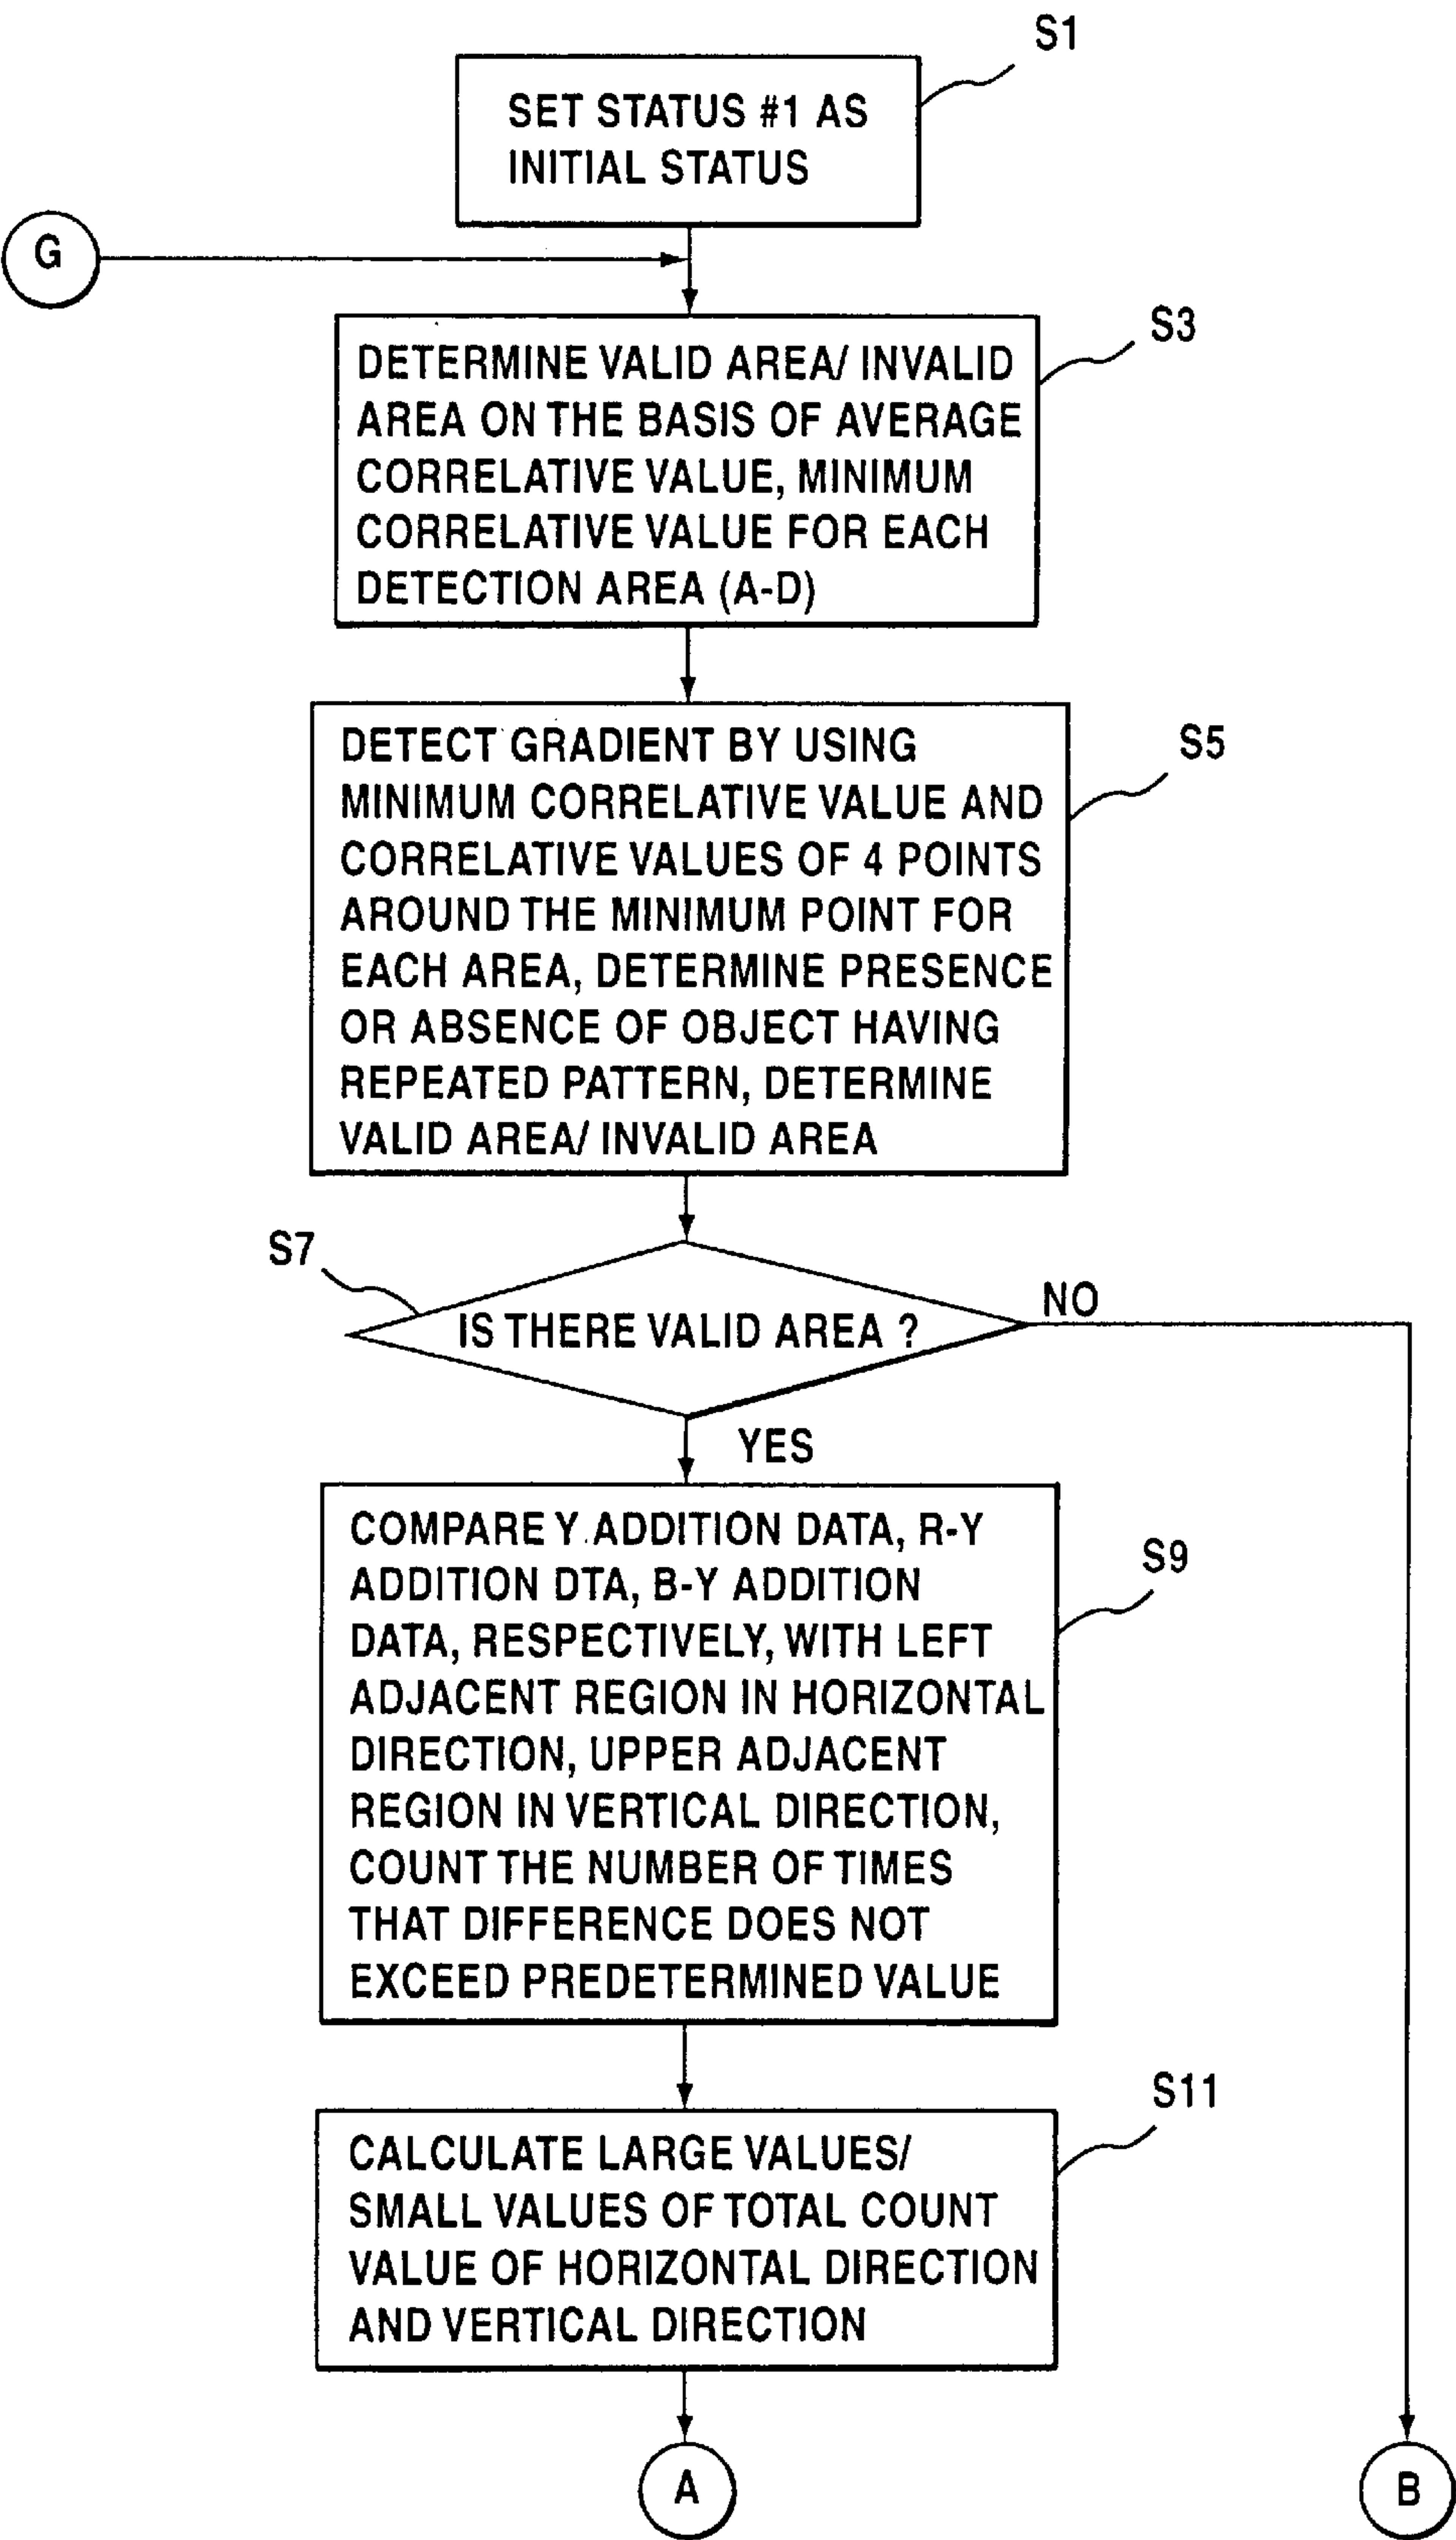 S1
SET STATUS #1 AS
INITIAL STATUS
G
S3
DETERMINE VALID AREA/ INVALID
AREA ON THE BASIS OF AVERAGE
CORRELATIVE VALUE, MINIMUM
CORRELATIVE VALUE FOR EACH
DETECTION AREA (A-D)
S5
DETECT GRADIENT BY USING
MINIMUM CORRELATIVE VALUE AND
CORRELATIVE VALUES OF 4 POINTS
AROUND THE MINIMUM POINT FOR
EACH AREA, DETERMINE PRESENCE
OR ABSENCE OF OBJECT HAVING
REPEATED PATTERN, DETERMINE
VALID AREA/ INVALID AREA
S7
IS THERE VALID AREA ?
NO
YES
S9
COMPARE Y ADDITION DATA, R-Y
ADDITION DTA, B-Y ADDITION
DATA, RESPECTIVELY, WITH LEFT
ADJACENT REGION IN HORIZONTAL
DIRECTION, UPPER ADJACENT
REGION IN VERTICAL DIRECTION,
COUNT THE NUMBER OF TIMES
THAT DIFFERENCE DOES NOT
EXCEED PREDETERMINED VALUE
S11
CALCULATE LARGE VALUES/
SMALL VALUES OF TOTAL COUNT
VALUE OF HORIZONTAL DIRECTION
AND VERTICAL DIRECTION
A
B